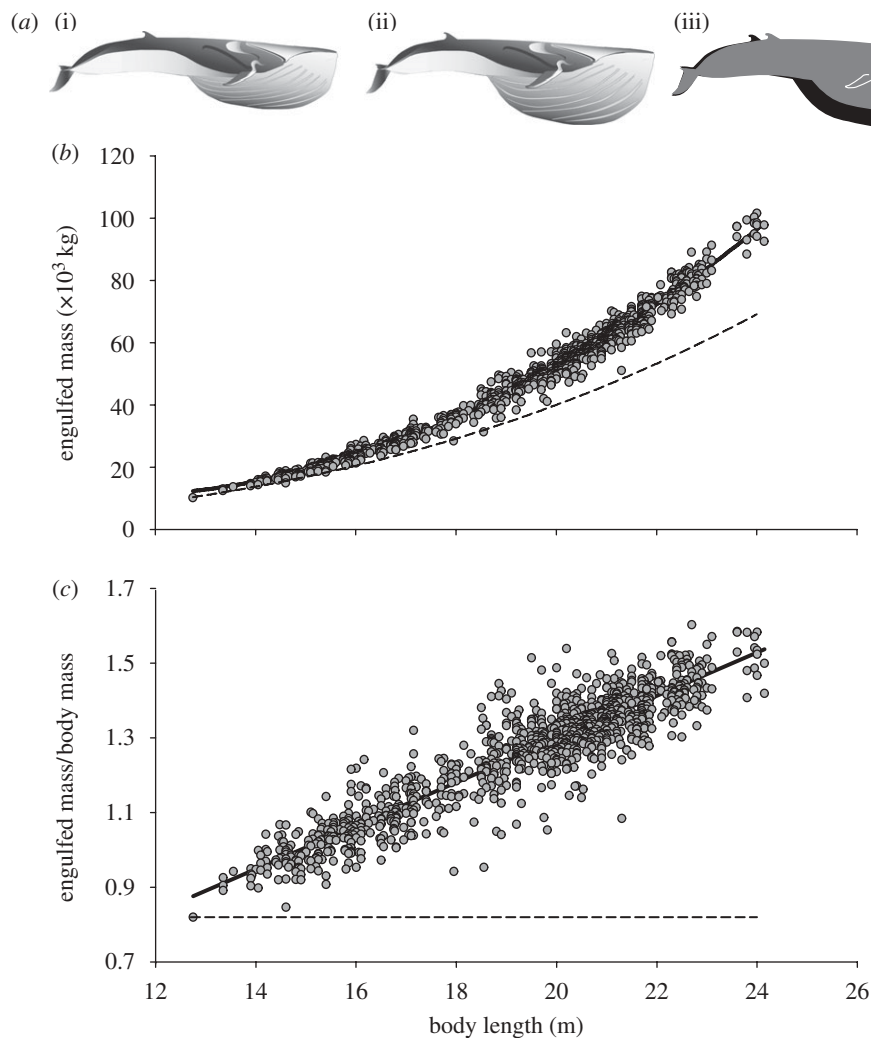 (a) (i) (ii) (iii)
(b)
120
100
80
60
40
20
0
engulfed mass (×10³ kg)
(c)
1.7
1.5
1.3
1.1
0.9
0.7
engulfed mass/body mass
12 14 16 18 20 22 24 26
body length (m)